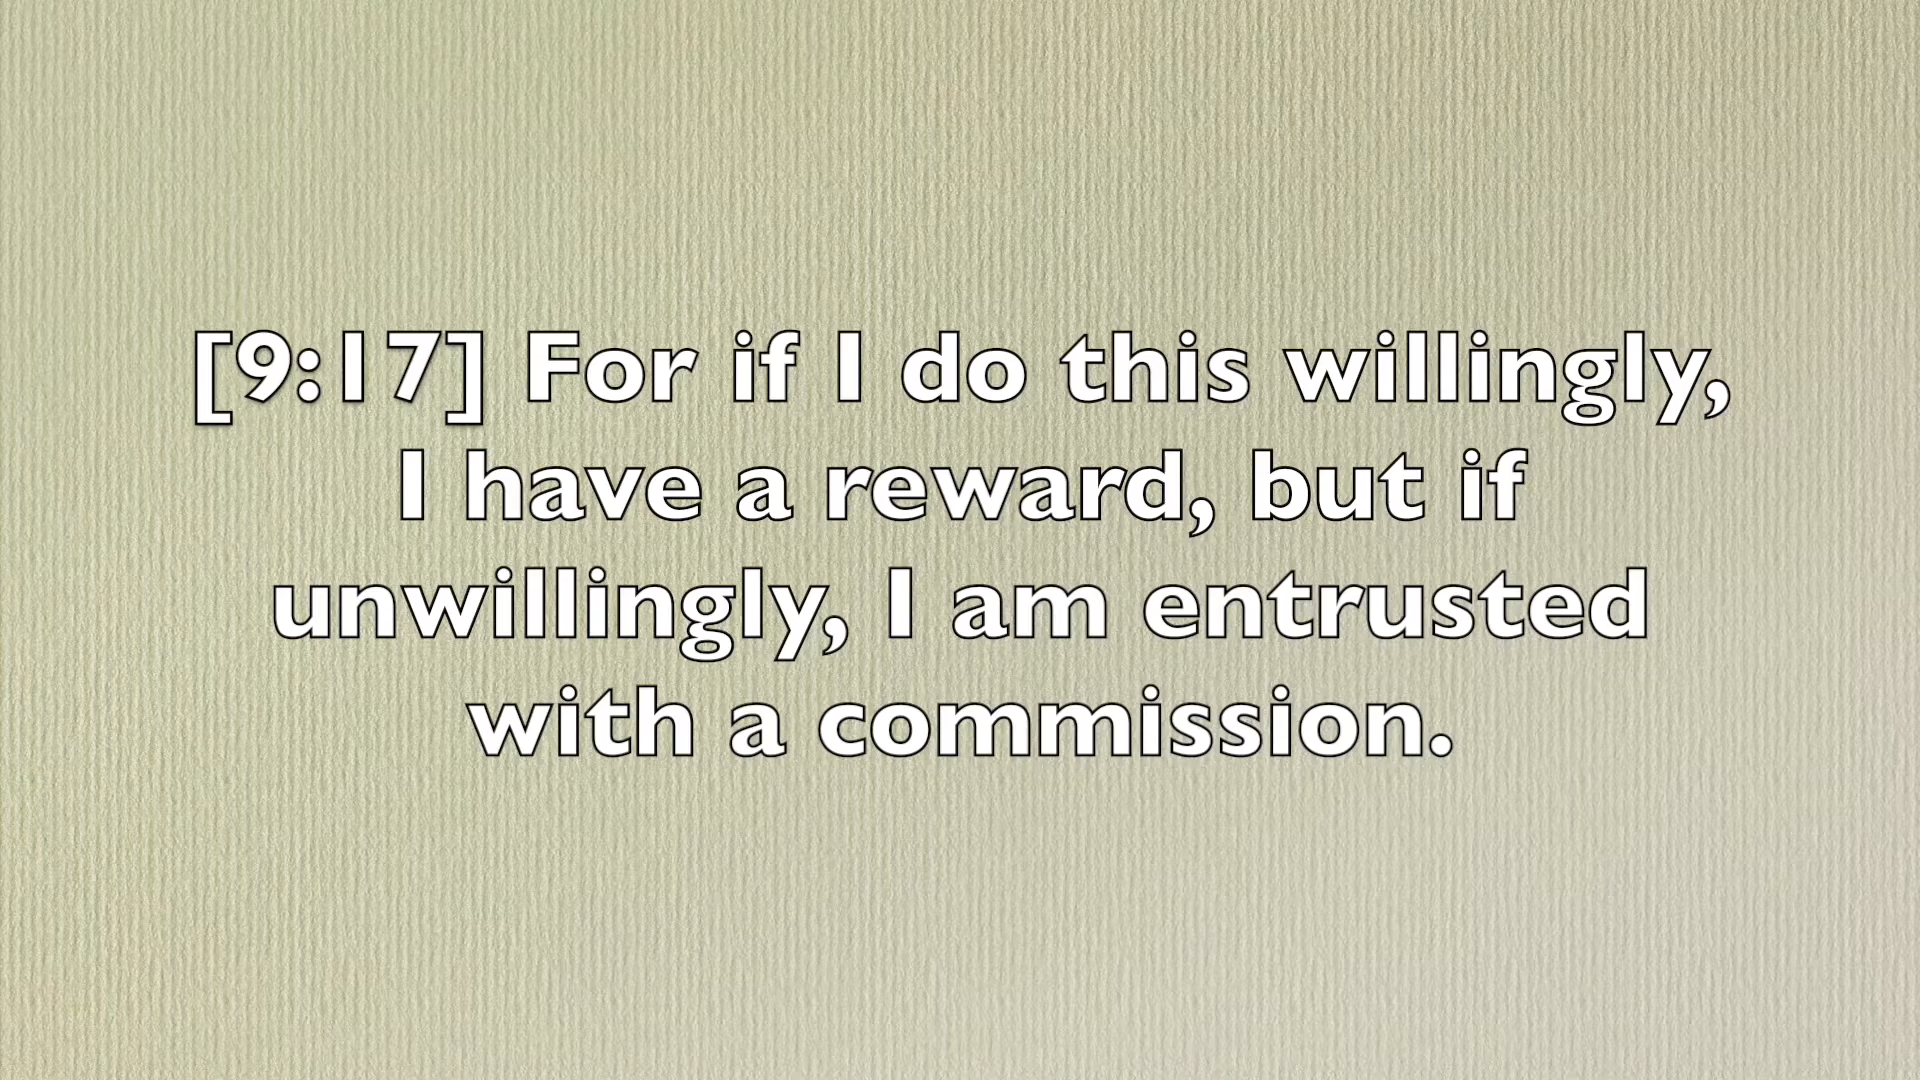 [9:17] For if I do this willingly,
I have a reward, but if
unwillingly, I am entrusted
with a commission.